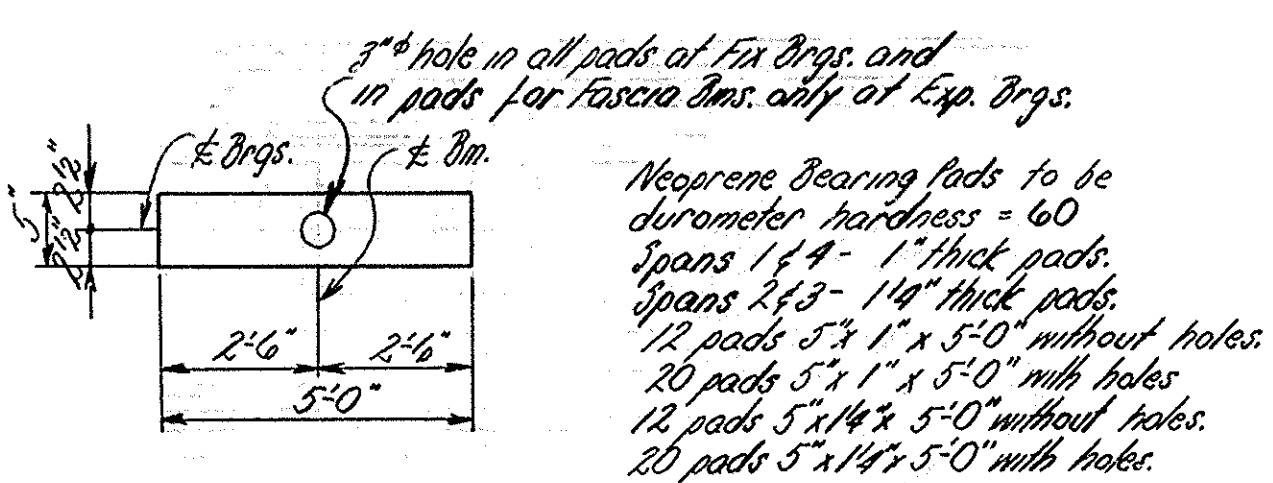 3"ϕ hole in all pads at Fix Brgs. and
in pads for Fascia Bms. only at Exp. Brgs.
℄ Brgs.
℄ Bm.
2½"
5"
2½"
2'-6"
2'-6"
5'-0"
Neoprene Bearing Pads to be
durometer hardness = 60
Spans 1 & 4 - 1" thick pads.
Spans 2 & 3 - 1¼" thick pads.
12 pads 5" x 1" x 5'-0" without holes.
20 pads 5" x 1" x 5'-0" with holes
12 pads 5" x 1¼" x 5'-0" without holes.
20 pads 5" x 1¼" x 5'-0" with holes.